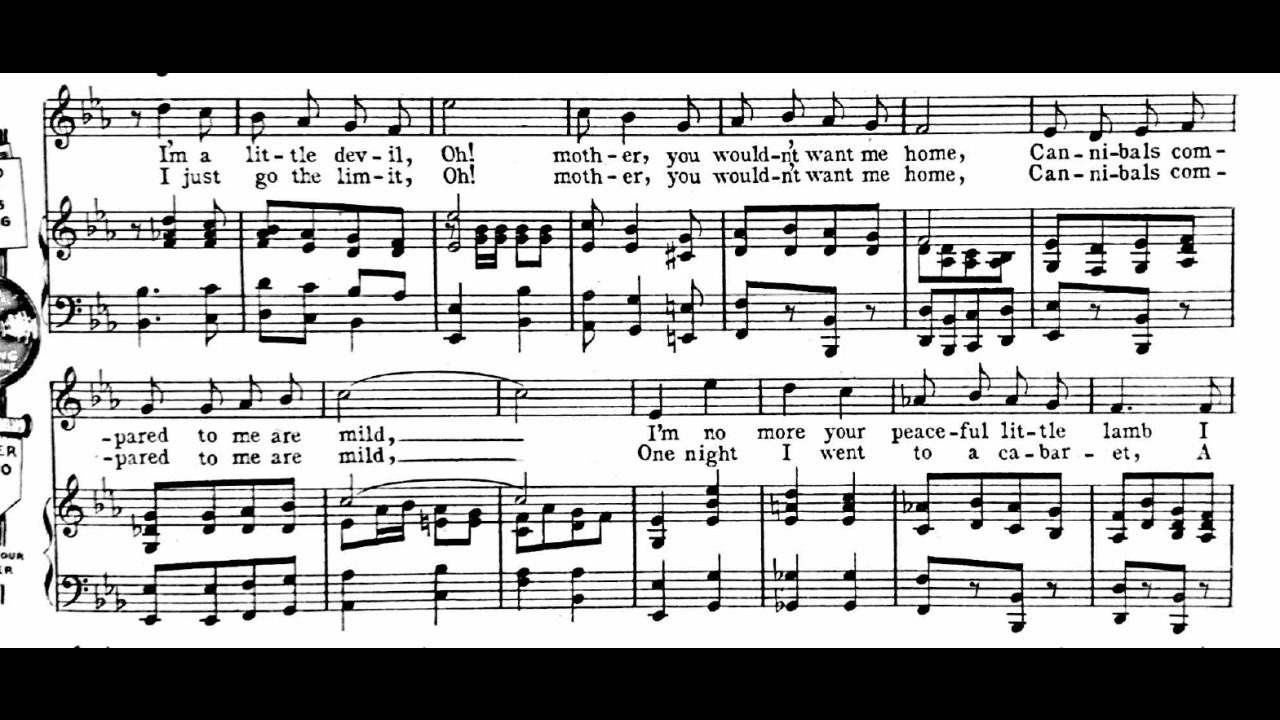 I'm a lit-tle dev-il, Oh! moth-er, you would-n't want me home, Can-ni-bals com-
I just go the lim-it, Oh! moth-er, you would-n't want me home, Can-ni-bals com-
-pared to me are mild, I'm no more your peace-ful lit-tle lamb I
-pared to me are mild, One night I went to a ca-bar-et, A